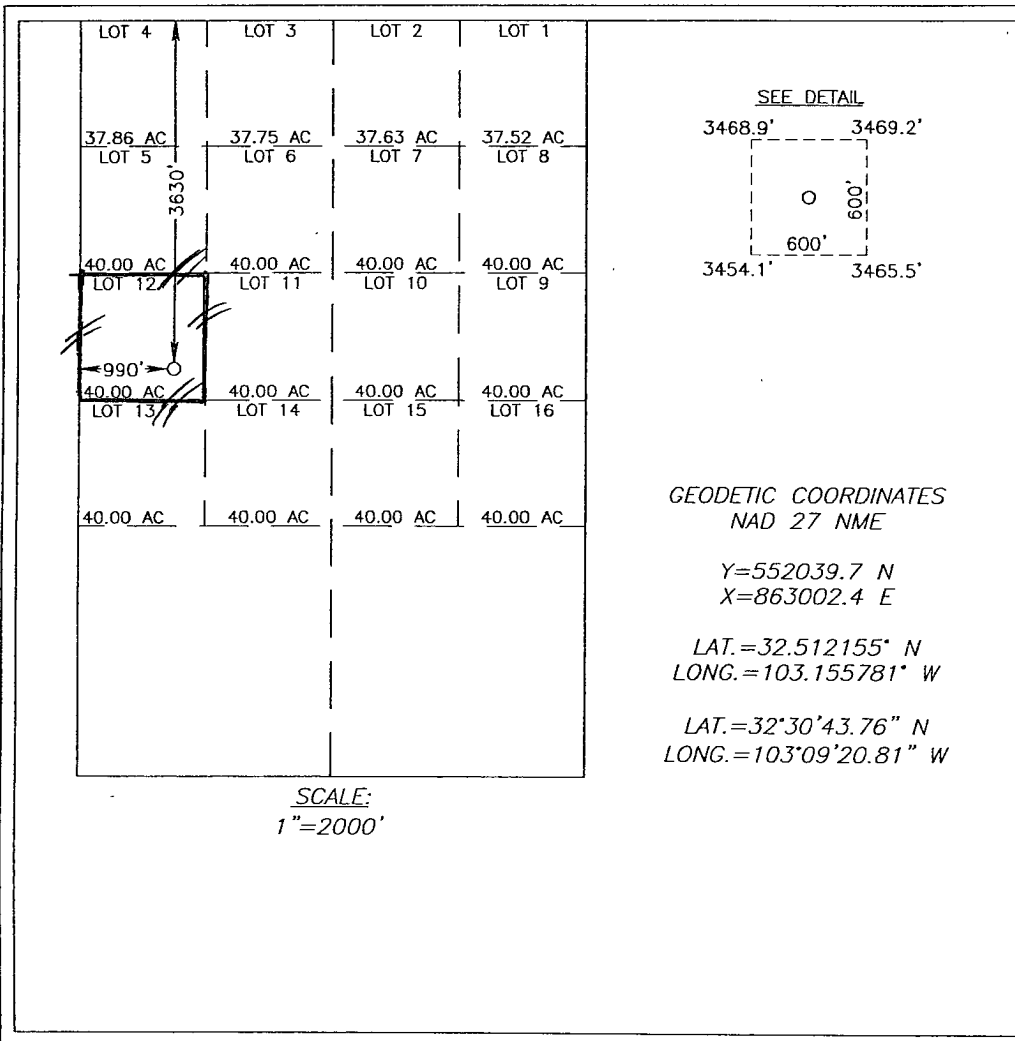 LOT 4 LOT 3 LOT 2 LOT 1
37.86 AC 37.75 AC 37.63 AC 37.52 AC
LOT 5 LOT 6 LOT 7 LOT 8
3630'
40.00 AC 40.00 AC 40.00 AC 40.00 AC
LOT 12 LOT 11 LOT 10 LOT 9
990'
40.00 AC 40.00 AC 40.00 AC 40.00 AC
LOT 13 LOT 14 LOT 15 LOT 16
40.00 AC 40.00 AC 40.00 AC 40.00 AC
SCALE:
1"=2000'
SEE DETAIL
3468.9' 3469.2'
600'
600'
3454.1' 3465.5'
GEODETIC COORDINATES
NAD 27 NME
Y=552039.7 N
X=863002.4 E
LAT.=32.512155° N
LONG.=103.155781° W
LAT.=32°30'43.76" N
LONG.=103°09'20.81" W